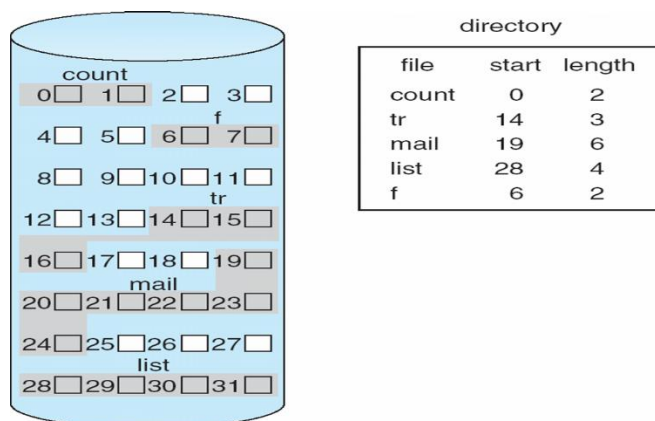 count
0 1 2 3
f
4 5 6 7
8 9 10 11
tr
12 13 14 15
16 17 18 19
mail
20 21 22 23
24 25 26 27
list
28 29 30 31
directory
file start length
count 0 2
tr 14 3
mail 19 6
list 28 4
f 6 2